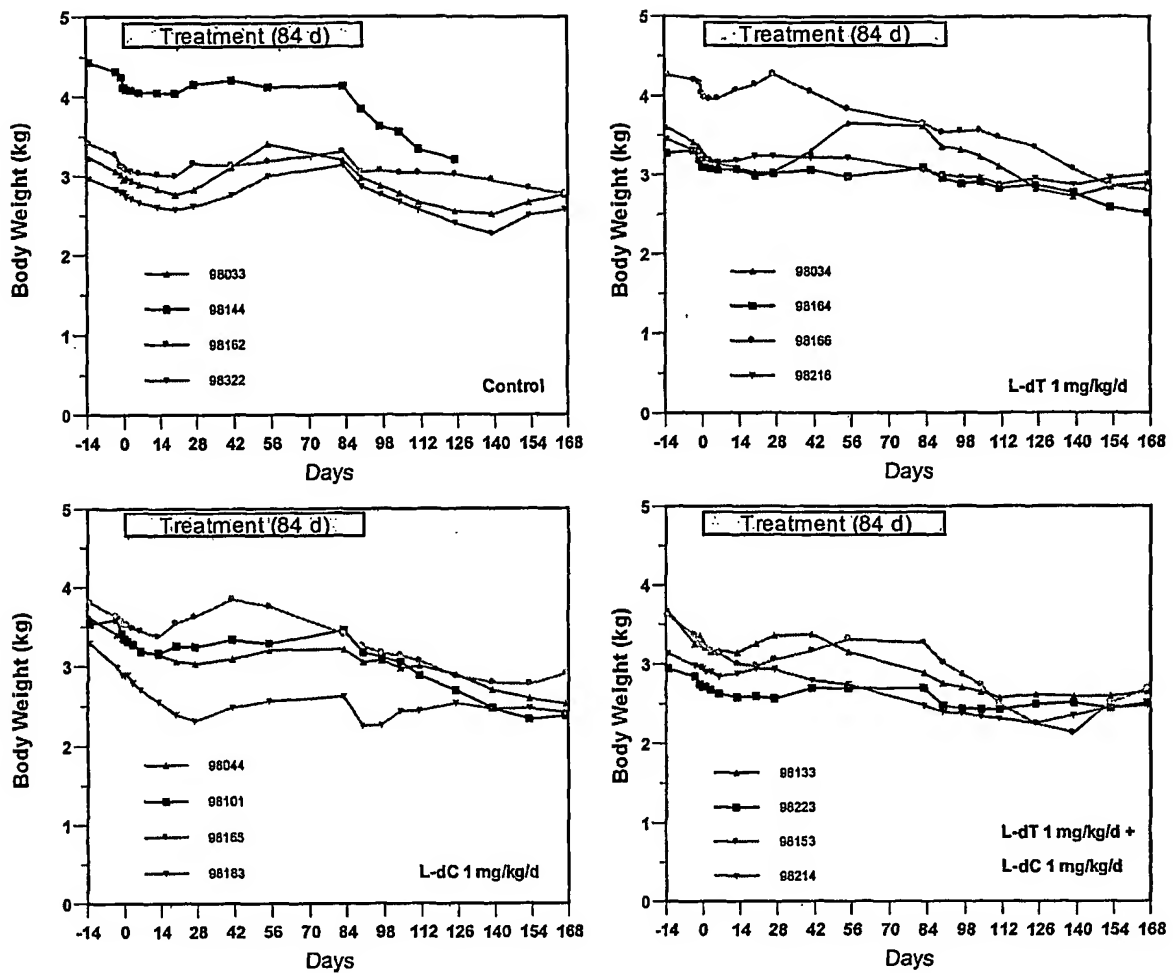 Treatment (84 d)
5
4
3
2
1
0
Body Weight (kg)
98033
98144
98162
98322
Control
-14 0 14 28 42 56 70 84 98 112 126 140 154 168
Days
Treatment (84 d)
5
4
3
2
1
0
Body Weight (kg)
98034
98164
98166
98216
L-dT 1 mg/kg/d
-14 0 14 28 42 56 70 84 98 112 126 140 154 168
Days
Treatment (84 d)
5
4
3
2
1
0
Body Weight (kg)
98044
98101
98165
98183
L-dC 1 mg/kg/d
-14 0 14 28 42 56 70 84 98 112 126 140 154 168
Days
Treatment (84 d)
5
4
3
2
1
0
Body Weight (kg)
98133
98223
98153
98214
L-dT 1 mg/kg/d +
L-dC 1 mg/kg/d
-14 0 14 28 42 56 70 84 98 112 126 140 154 168
Days